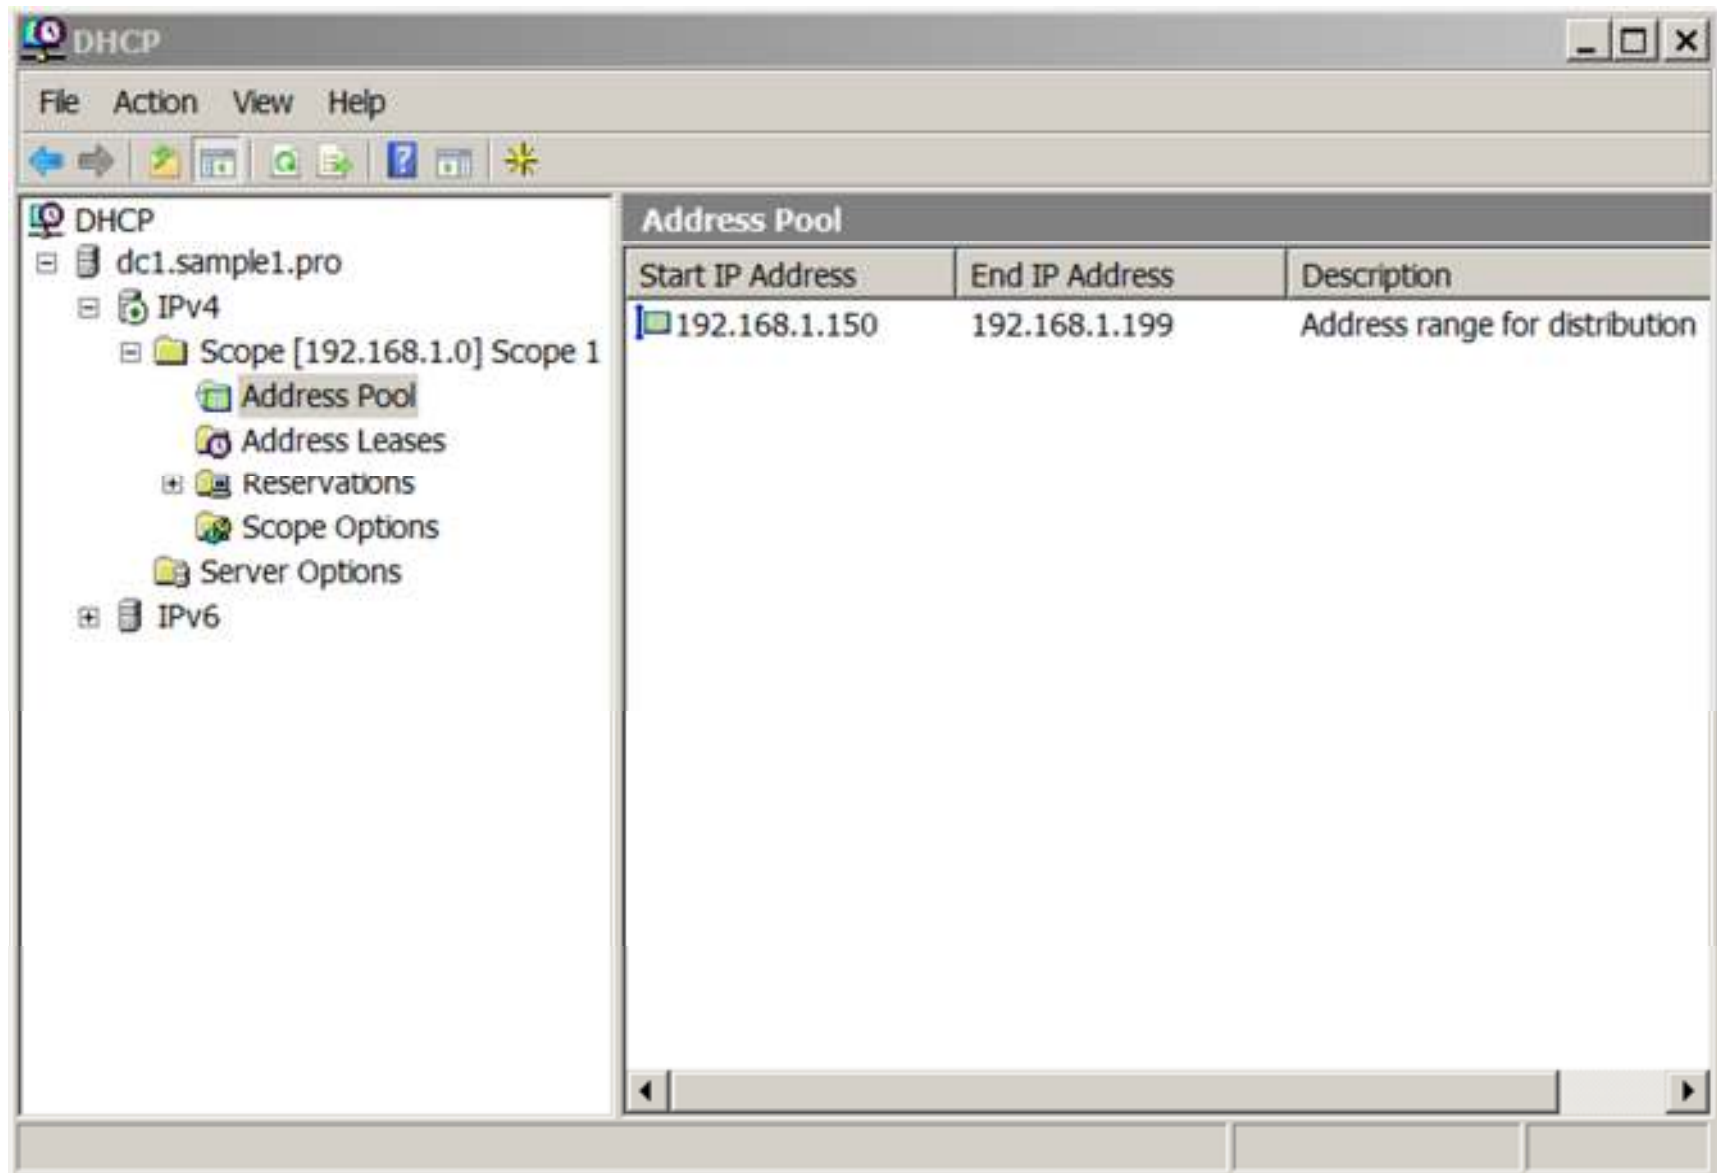 DHCP
File Action View Help
DHCP
dc1.sample1.pro
IPv4
Scope [192.168.1.0] Scope 1
Address Pool
Address Leases
Reservations
Scope Options
Server Options
IPv6
Address Pool
Start IP Address End IP Address Description
192.168.1.150 192.168.1.199 Address range for distribution